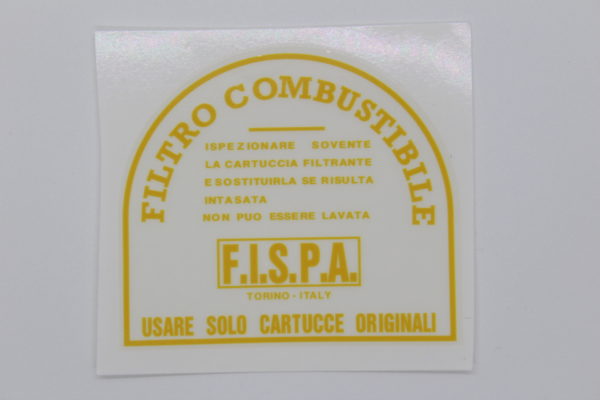 FILTRO COMBUSTIBILE
ISPEZIONARE SOVENTE
LA CARTUCCIA FILTRANTE
E SOSTITUIRLA SE RISULTA
INTASATA
NON PUO ESSERE LAVATA
F.I.S.P.A.
TORINO - ITALY
USARE SOLO CARTUCCE ORIGINALI